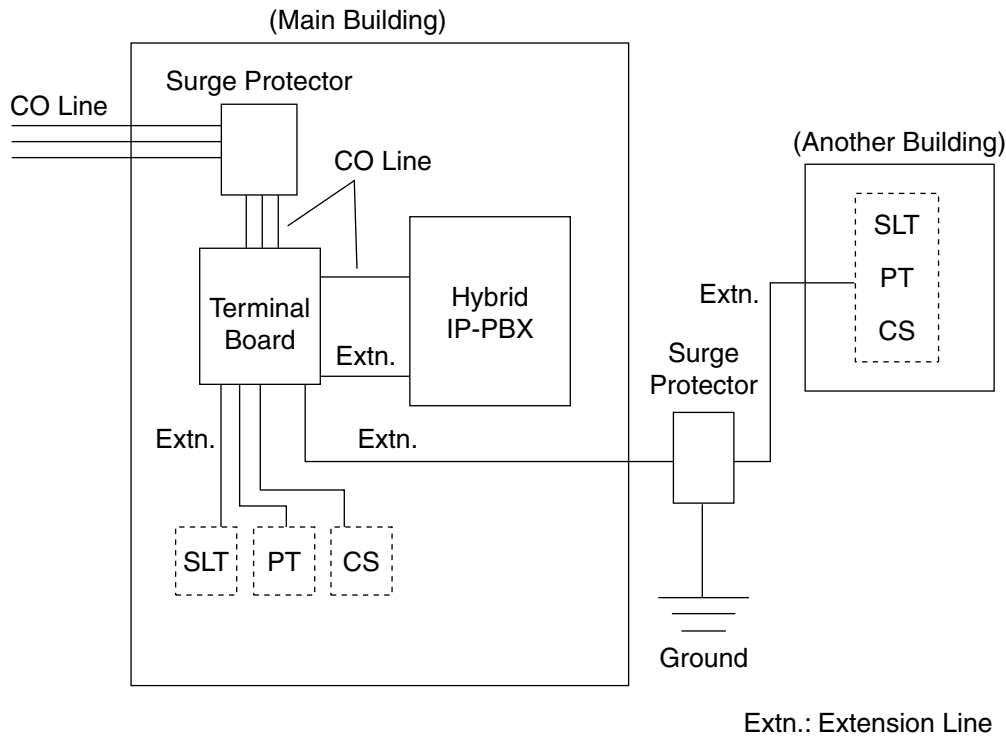 (Main Building)
Surge Protector
CO Line
CO Line
(Another Building)
SLT
PT
CS
Extn.
Terminal
Board
Hybrid
IP-PBX
Extn.
Surge
Protector
Extn.
Extn.
SLT
PT
CS
Ground
Extn.: Extension Line